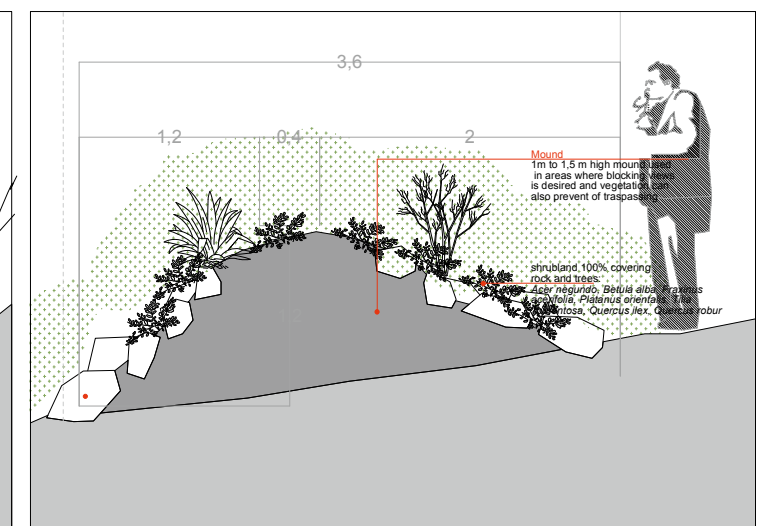 3,6
1,2
0,4
2
Mound
1m to 1,5 m high mound used
in areas where blocking views
is desired and vegetation can
also prevent of traspassing
shrubland 100% covering
rock and trees:
Acer negundo, Betula alba, Fraxinus
Platanus orientalis, Tilia
Quercus ilex, Quercus robur